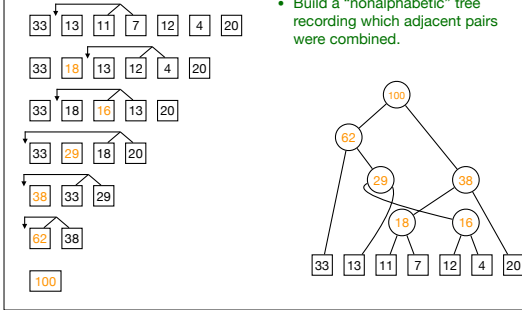 33 13 11 7 12 4 20
33 18 13 12 4 20
33 18 16 13 20
33 29 18 20
38 33 29
62 38
100
• Build a "nonalphabetic" tree
recording which adjacent pairs
were combined.
100
62
29 38
18 16
33 13 11 7 12 4 20